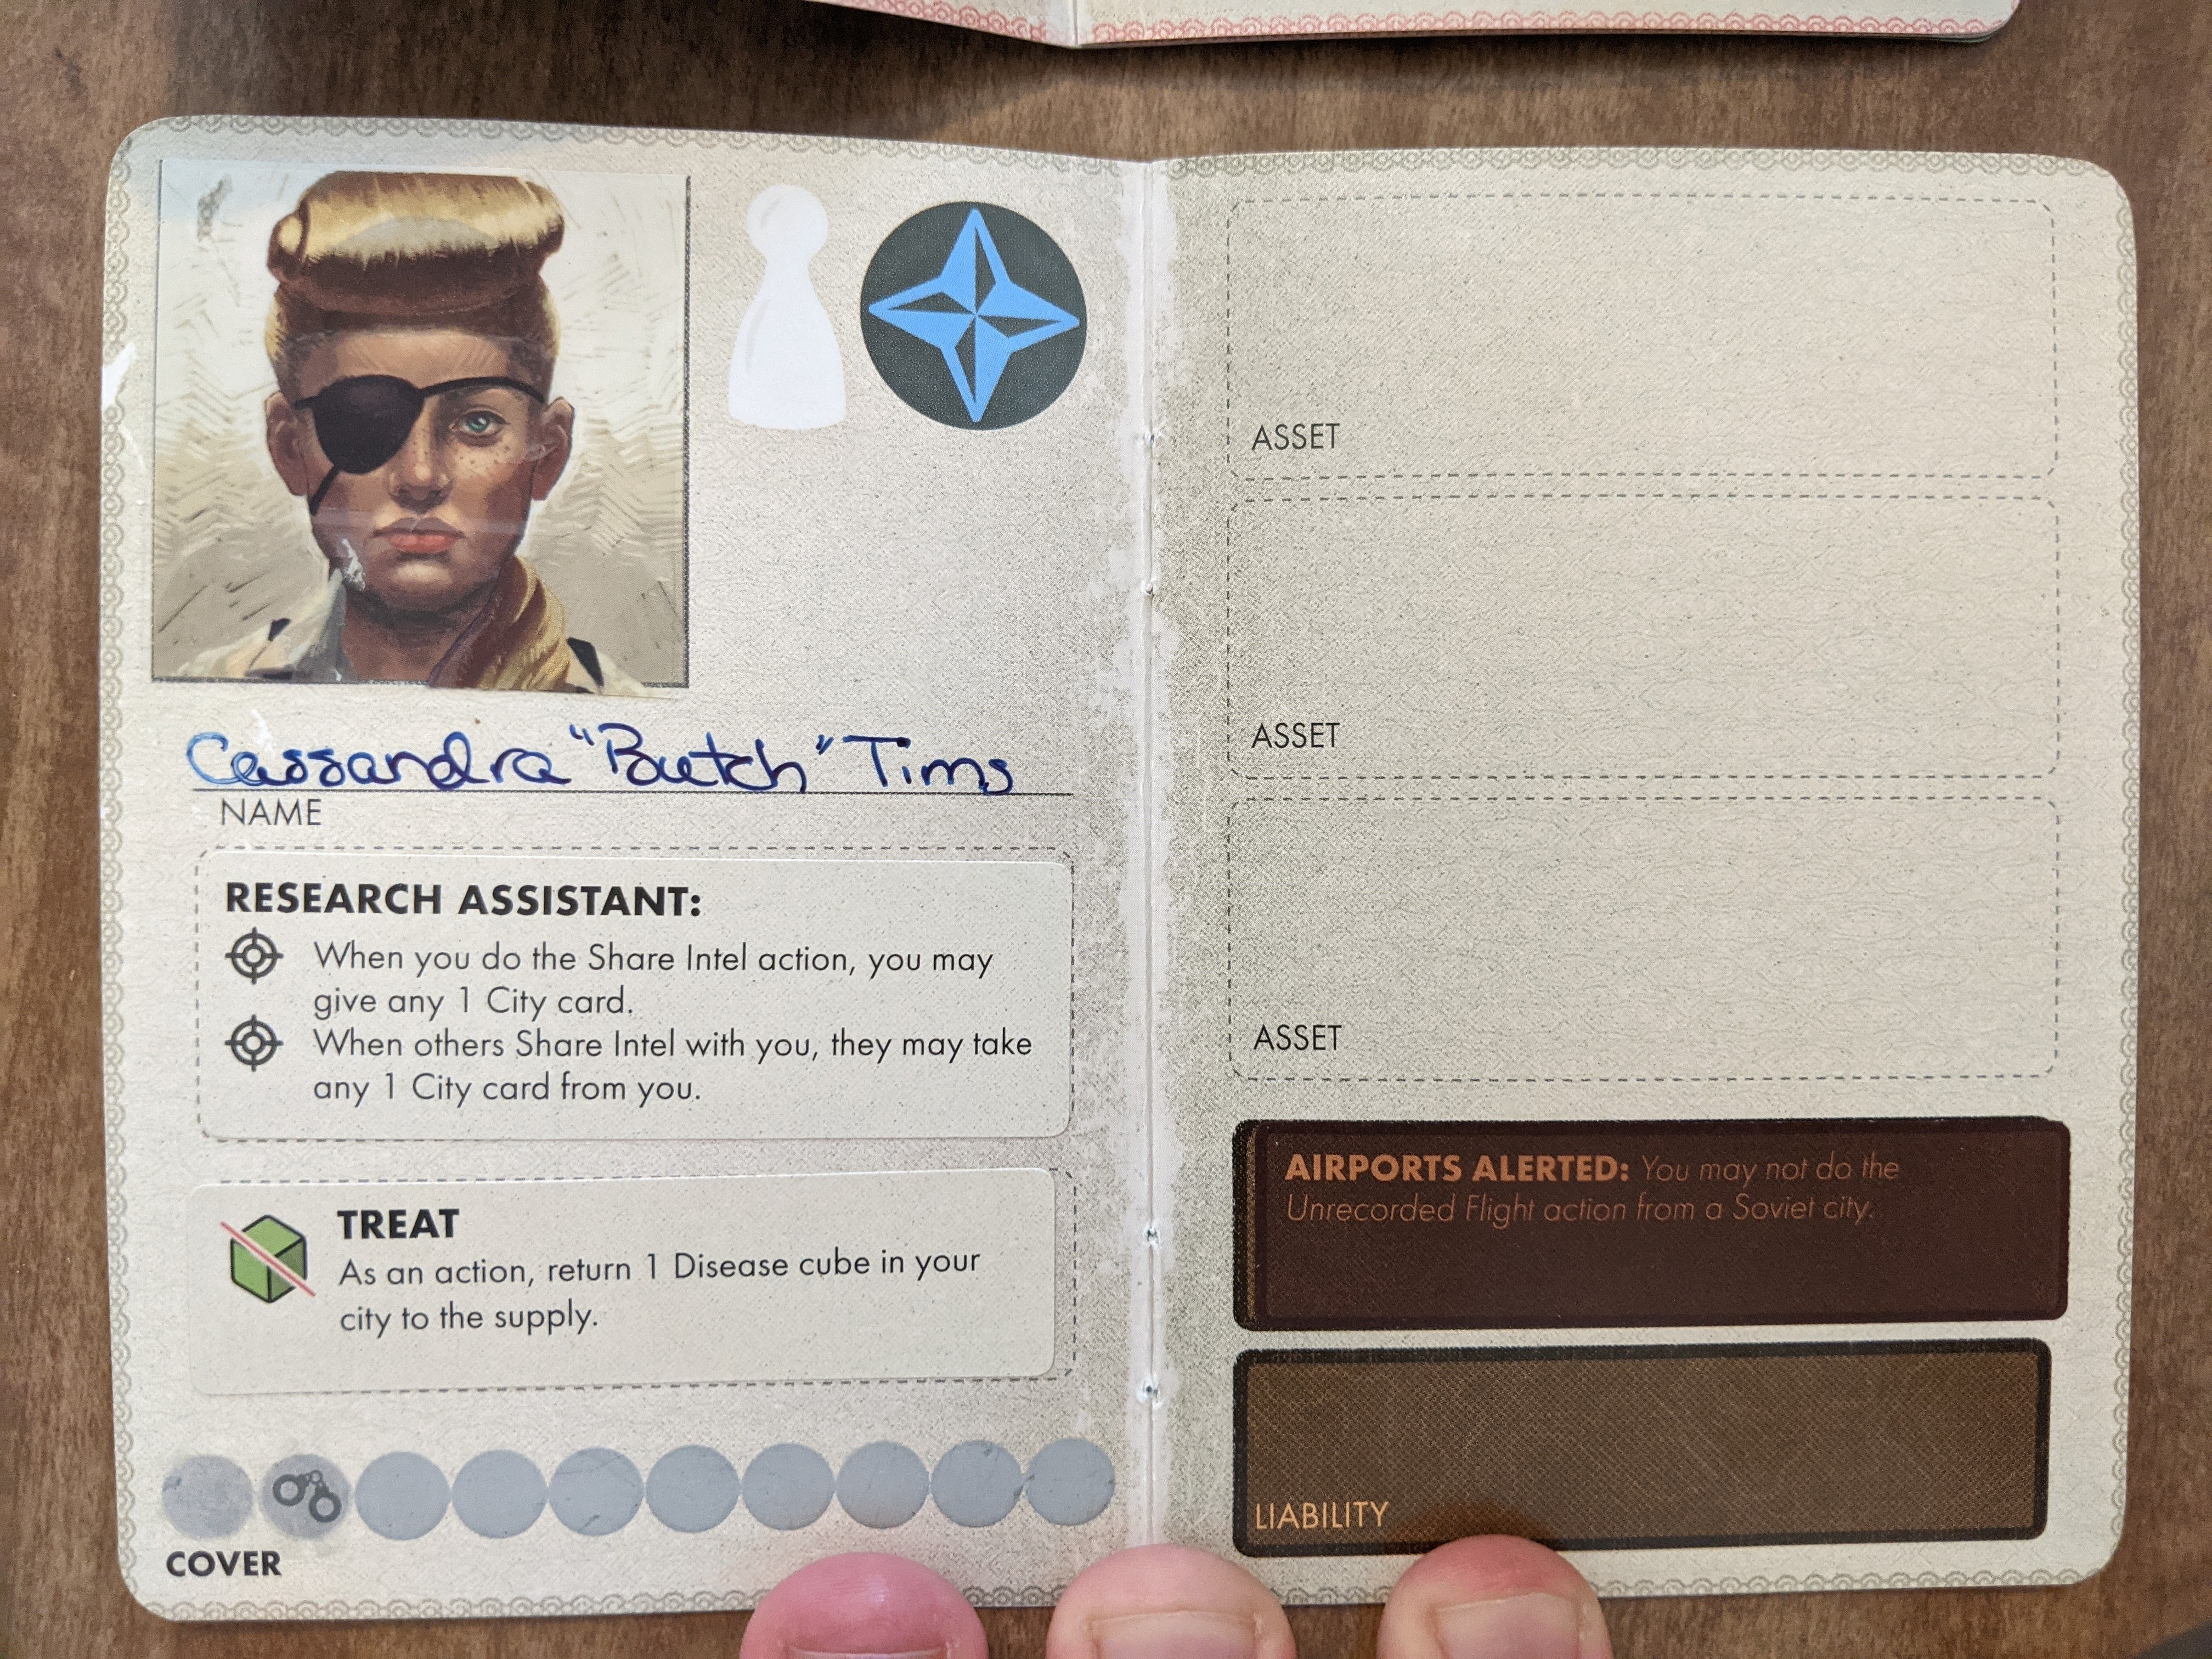 Cassandra "Butch" Tims
NAME
RESEARCH ASSISTANT:
When you do the Share Intel action, you may
give any 1 City card.
When others Share Intel with you, they may take
any 1 City card from you.
TREAT
As an action, return 1 Disease cube in your
city to the supply.
COVER
ASSET
ASSET
ASSET
AIRPORTS ALERTED: You may not do the
Unrecorded Flight action from a Soviet city.
LIABILITY